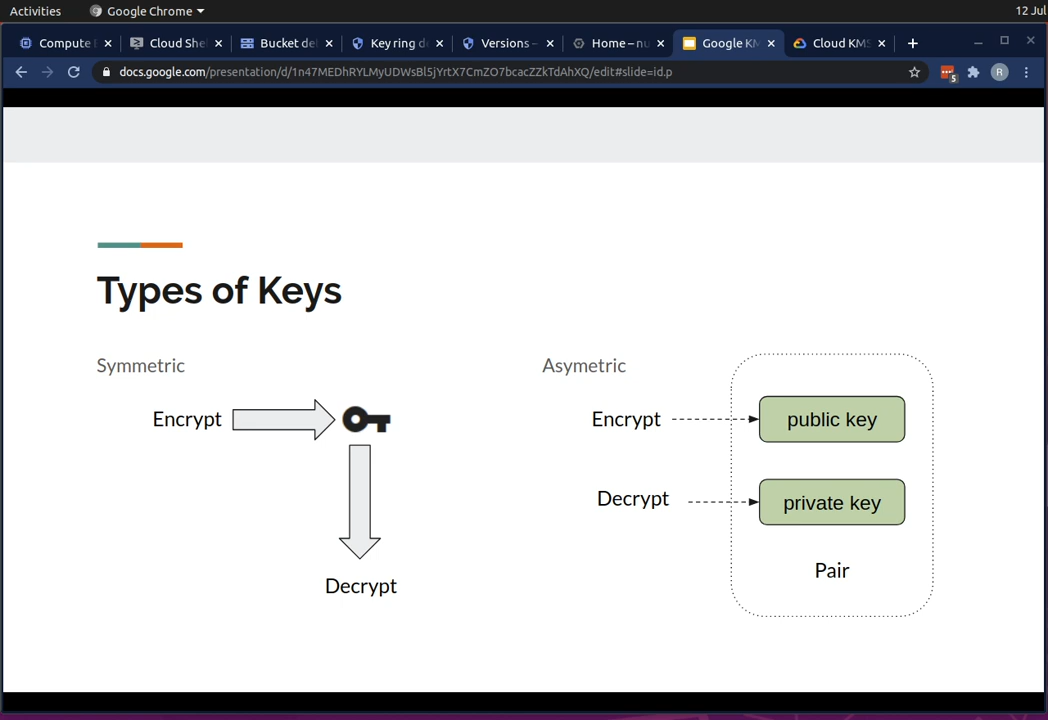 Activities
Google Chrome
12 Jul
Compute E
Cloud She
Bucket de
Key ring d
Versions –
Home – nu
Google KM
Cloud KMS
docs.google.com/presentation/d/1n47MEDhRYLMyUDWsBl5jYrtX7CmZO7bcacZZkTdAhXQ/edit#slide=id.p
5
R
Types of Keys
Symmetric
Asymetric
Encrypt
Encrypt
public key
Decrypt
private key
Pair
Decrypt